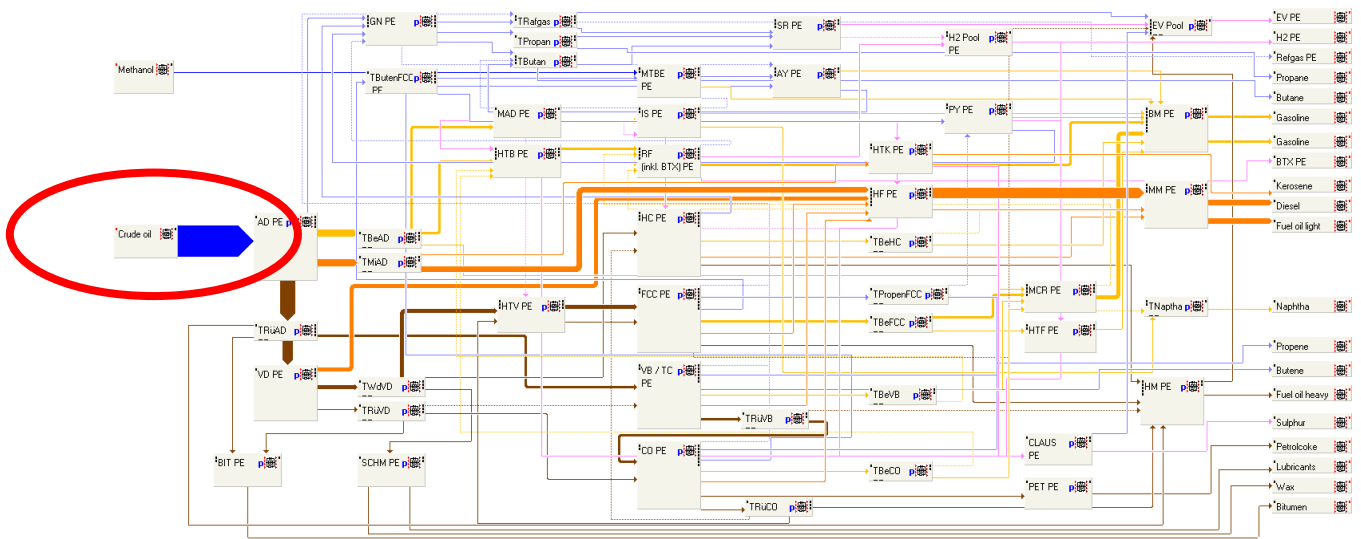 GN PE p
TRafgas p
SR PE p
EV Pool p
EV PE
TPropan p
H2 Pool p
PE
H2 PE
TButan p
Refgas PE
Methanol
TButenFCC p
PE
MTBE p
PE
AY PE p
Propane
Butane
MAD PE p
IS PE p
PY PE p
BM PE p
Gasoline
HTB PE p
RF p
(inkl. BTX) PE
HTK PE p
Gasoline
BTX PE
HF PE p
MM PE p
Kerosene
Diesel
Fuel oil light
Crude oil
AD PE p
TBeAD p
HC PE p
TBeHC p
TMiAD p
HTV PE p
FCC PE p
TPropenFCC p
MCR PE p
TNaptha p
Naphtha
TRüAD p
TBeFCC p
HTF PE p
Propene
VD PE p
VB / TC p
PE
Butene
TWdVD p
TBeVB p
HM PE p
Fuel oil heavy
TRüVD p
TRüVB p
Sulphur
BIT PE p
SCHM PE p
CO PE p
TBeCO p
CLAUS p
PE
Petrolcoke
Lubricants
PET PE p
Wax
TRüCO p
Bitumen